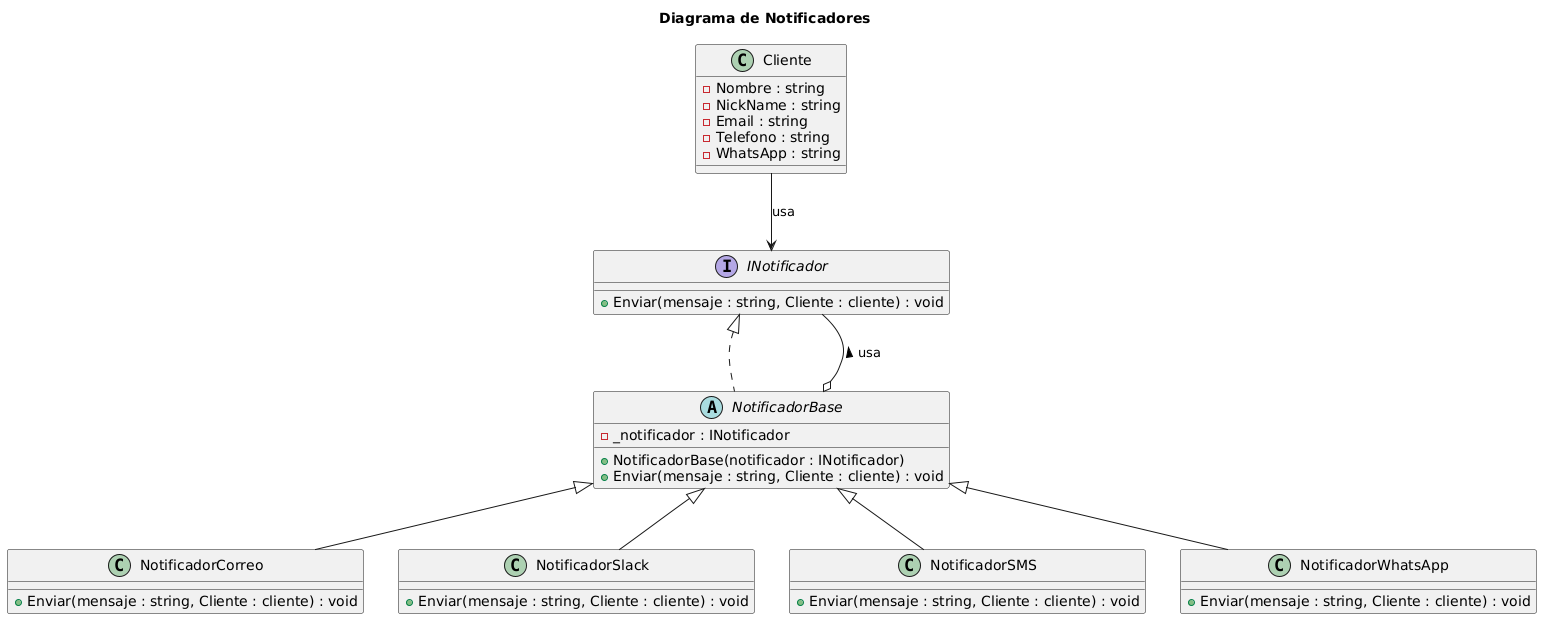 Diagrama de Notificadores
C Cliente
Nombre : string
NickName : string
Email : string
Telefono : string
WhatsApp : string
usa
I INotificador
Enviar(mensaje : string, Cliente : cliente) : void
usa
A NotificadorBase
_notificador : INotificador
NotificadorBase(notificador : INotificador)
Enviar(mensaje : string, Cliente : cliente) : void
C NotificadorCorreo
Enviar(mensaje : string, Cliente : cliente) : void
C NotificadorSlack
Enviar(mensaje : string, Cliente : cliente) : void
C NotificadorSMS
Enviar(mensaje : string, Cliente : cliente) : void
C NotificadorWhatsApp
Enviar(mensaje : string, Cliente : cliente) : void